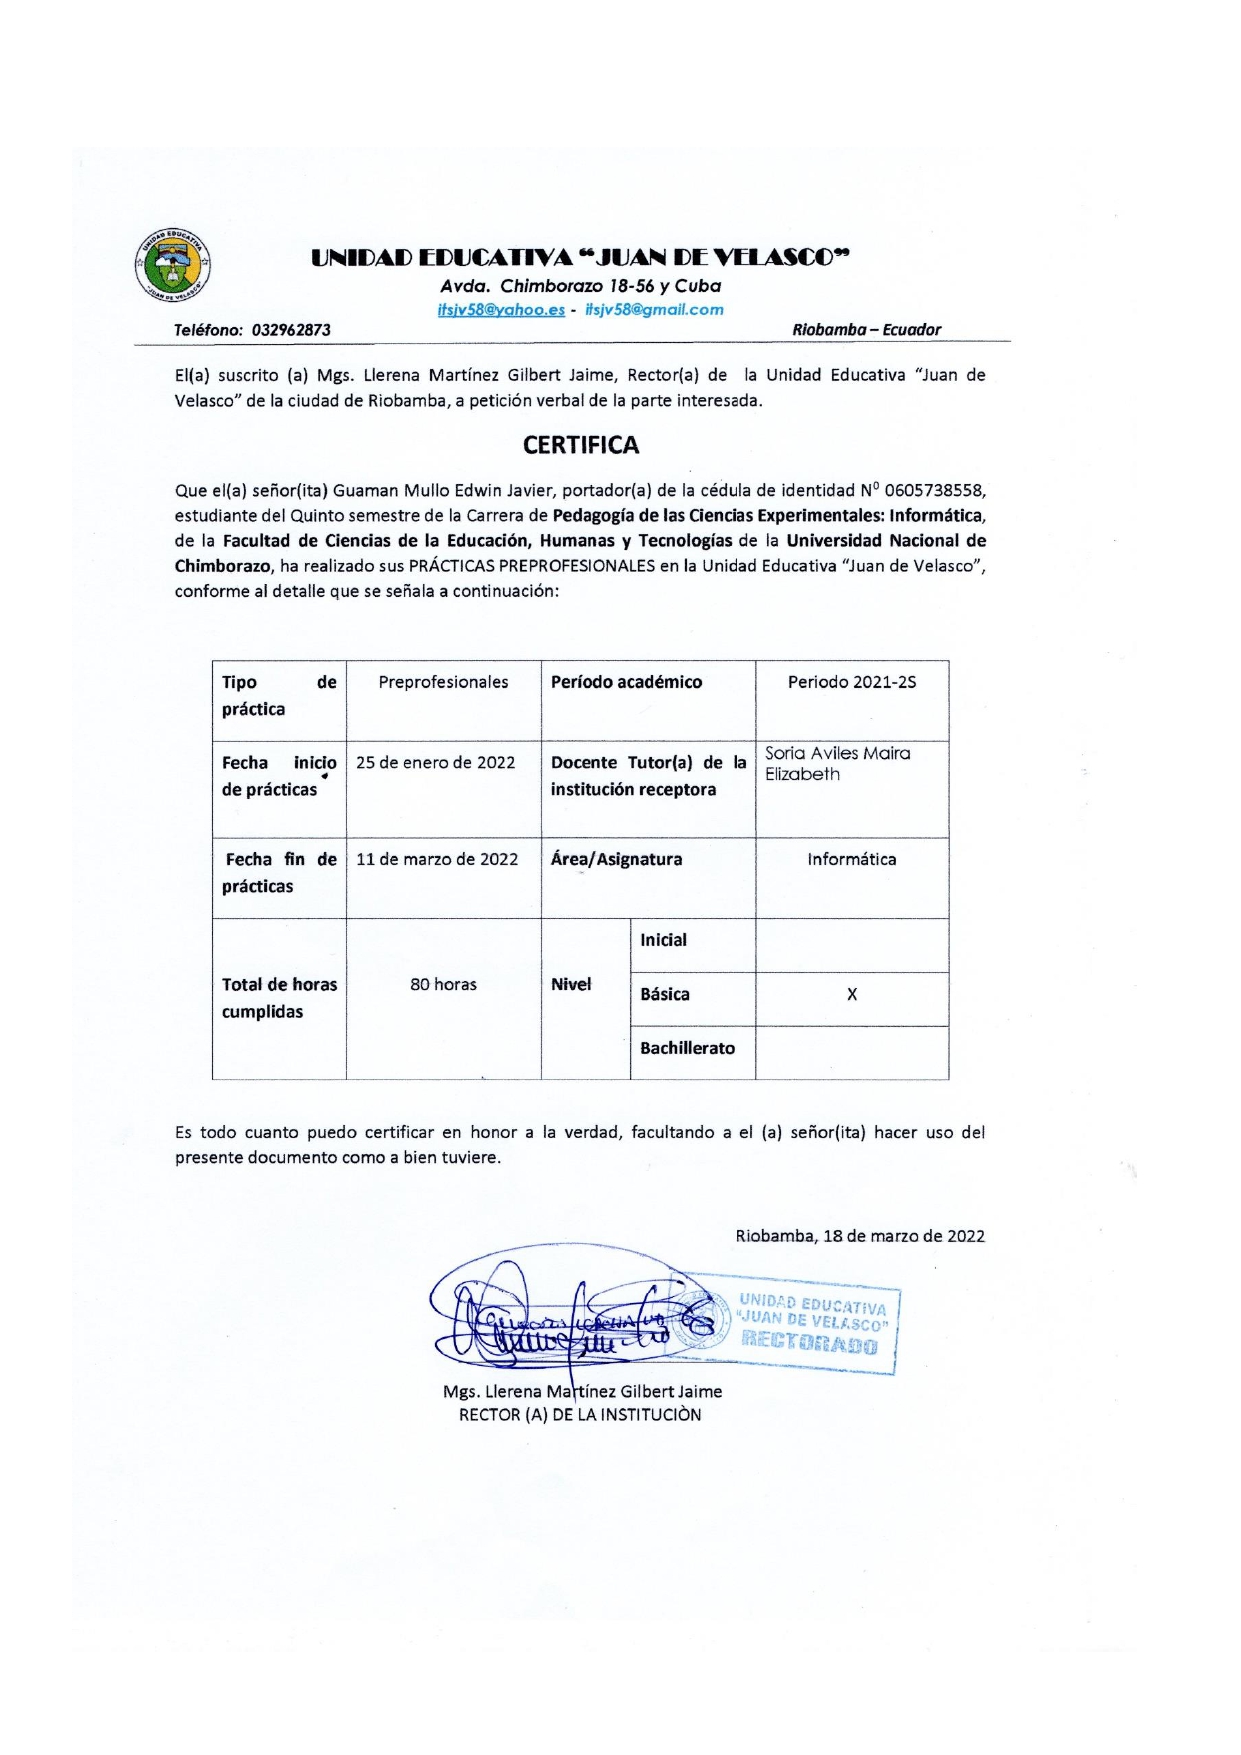 UNIDAD EDUCATIVA
"JUAN DE VELASCO"
UNIDAD EDUCATIVA “JUAN DE VELASCO”
Avda. Chimborazo 18-56 y Cuba
itsjv58@yahoo.es - itsjv58@gmail.com
Teléfono: 032962873 Riobamba – Ecuador
El(a) suscrito (a) Mgs. Llerena Martínez Gilbert Jaime, Rector(a) de la Unidad Educativa “Juan de
Velasco” de la ciudad de Riobamba, a petición verbal de la parte interesada.
CERTIFICA
Que el(a) señor(ita) Guaman Mullo Edwin Javier, portador(a) de la cédula de identidad N⁰ 0605738558,
estudiante del Quinto semestre de la Carrera de Pedagogía de las Ciencias Experimentales: Informática,
de la Facultad de Ciencias de la Educación, Humanas y Tecnologías de la Universidad Nacional de
Chimborazo, ha realizado sus PRÁCTICAS PREPROFESIONALES en la Unidad Educativa “Juan de Velasco”,
conforme al detalle que se señala a continuación:
Tipo de Preprofesionales Período académico Periodo 2021-2S
práctica
Fecha inicio 25 de enero de 2022 Docente Tutor(a) de la Soria Aviles Maira
de prácticas institución receptora Elizabeth
Fecha fin de 11 de marzo de 2022 Área/Asignatura Informática
prácticas
Inicial
Total de horas 80 horas Nivel
cumplidas
Básica X
Bachillerato
Es todo cuanto puedo certificar en honor a la verdad, facultando a el (a) señor(ita) hacer uso del
presente documento como a bien tuviere.
Riobamba, 18 de marzo de 2022
UNIDAD EDUCATIVA
"JUAN DE VELASCO"
RECTORADO
Mgs. Llerena Martínez Gilbert Jaime
RECTOR (A) DE LA INSTITUCIÒN